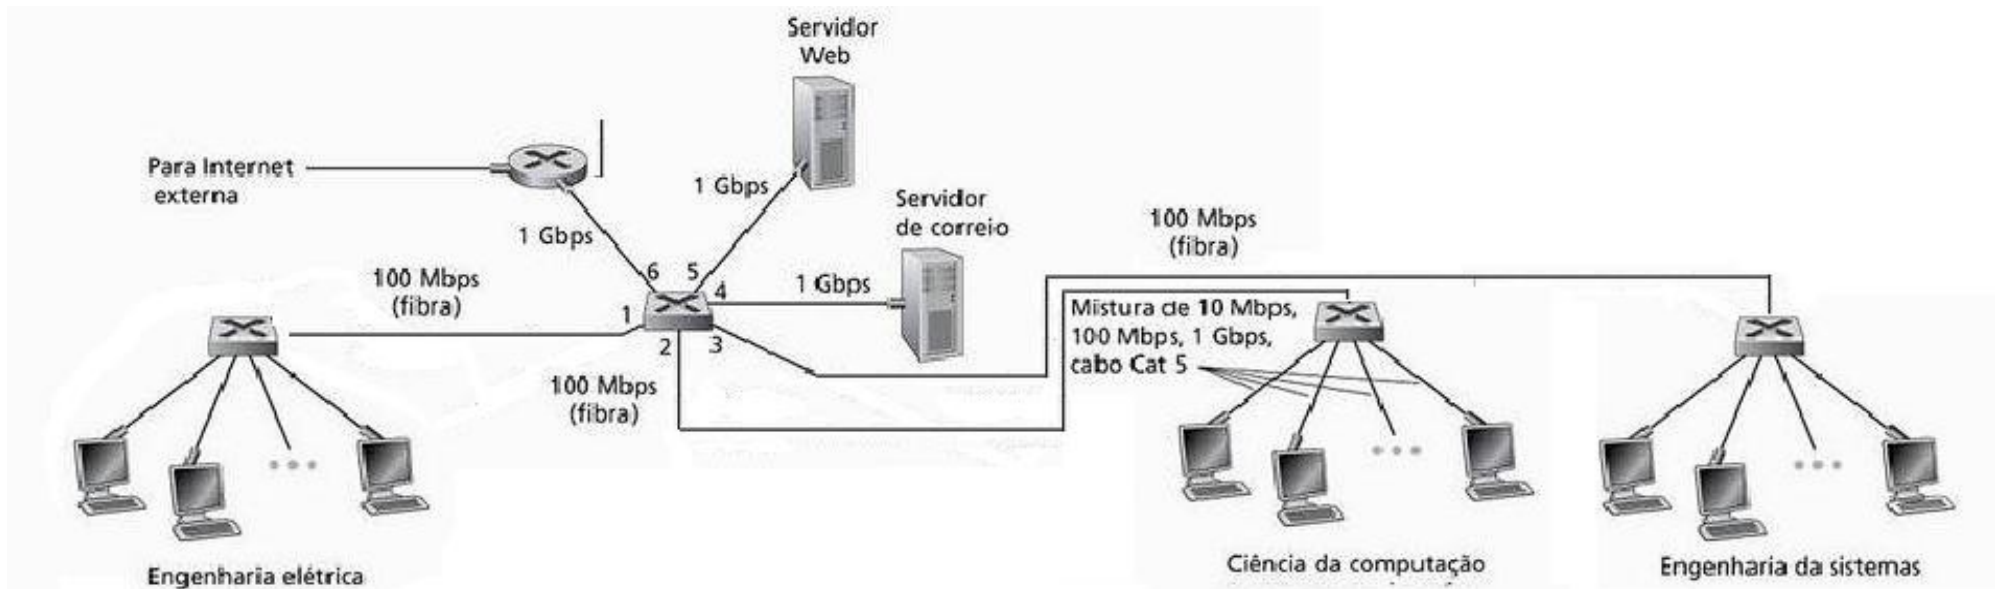 Servidor
Web
Para Internet
externa
1 Gbps
1 Gbps
Servidor
de correio
1 Gbps
100 Mbps
(fibra)
100 Mbps
(fibra)
6
5
4
1
2
3
Mistura de 10 Mbps,
100 Mbps, 1 Gbps,
cabo Cat 5
100 Mbps
(fibra)
Engenharia elétrica
Ciência da computação
Engenharia da sistemas